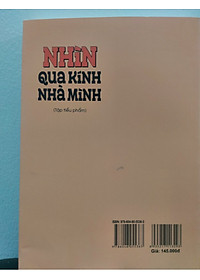 NHÌN
QUA KÍNH
NHÀ MÌNH
(Tập tiểu phẩm)
Giá: 145.000đ